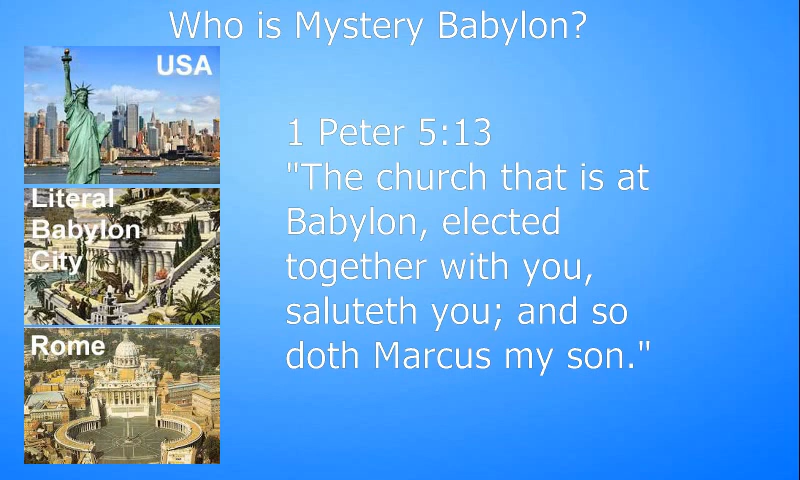 Who is Mystery Babylon?
USA
Literal
Babylon
City
Rome
1 Peter 5:13
"The church that is at
Babylon, elected
together with you,
saluteth you; and so
doth Marcus my son."